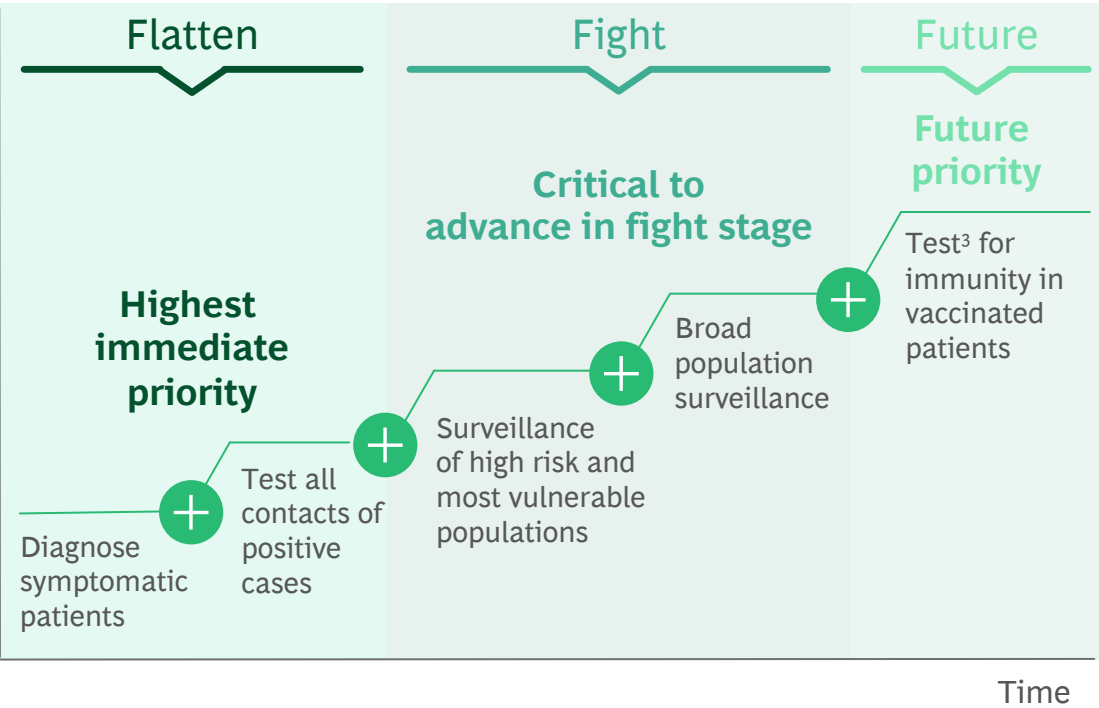 Flatten
Fight
Future
Highest
immediate
priority
Critical to
advance in fight stage
Future
priority
Diagnose
symptomatic
patients
Test all
contacts of
positive
cases
Surveillance
of high risk and
most vulnerable
populations
Broad
population
surveillance
Test³ for
immunity in
vaccinated
patients
Time